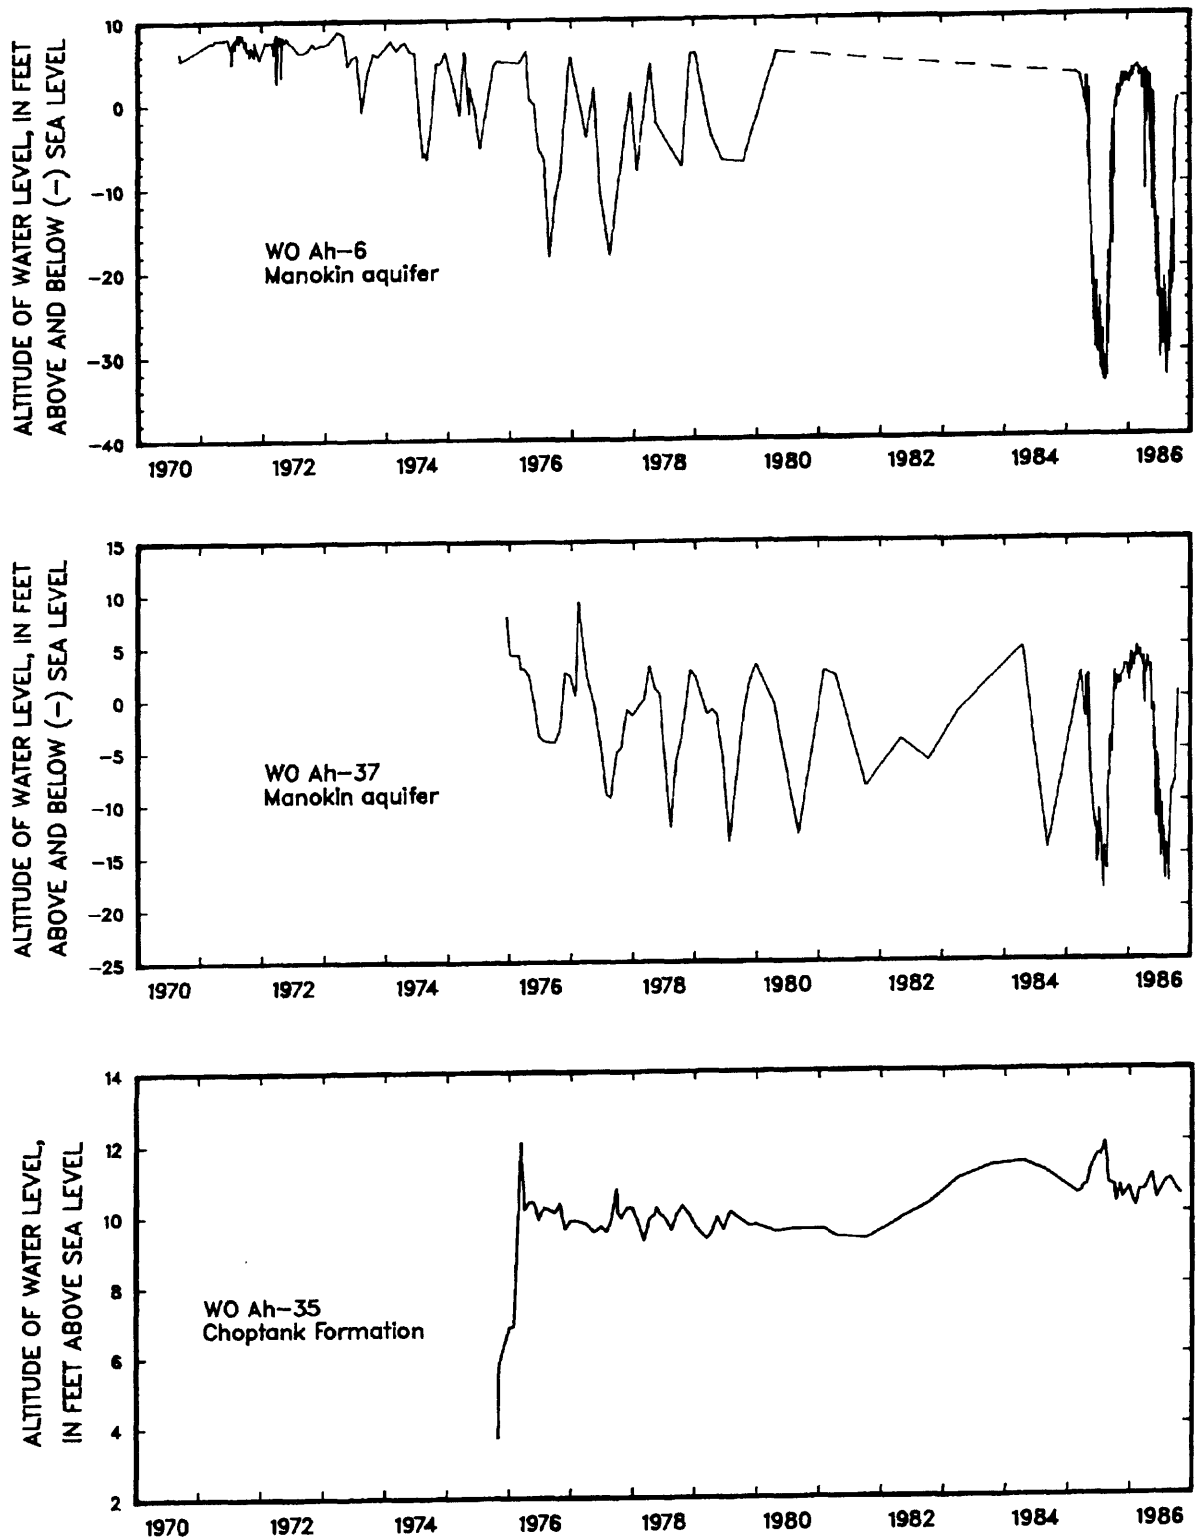 ALTITUDE OF WATER LEVEL, IN FEET
ABOVE AND BELOW (−) SEA LEVEL
10
0
−10
−20
−30
−40
WO Ah−6
Manokin aquifer
1970 1972 1974 1976 1978 1980 1982 1984 1986
ALTITUDE OF WATER LEVEL, IN FEET
ABOVE AND BELOW (−) SEA LEVEL
15
10
5
0
−5
−10
−15
−20
−25
WO Ah−37
Manokin aquifer
1970 1972 1974 1976 1978 1980 1982 1984 1986
ALTITUDE OF WATER LEVEL,
IN FEET ABOVE SEA LEVEL
14
12
10
8
6
4
2
WO Ah−35
Choptank Formation
1970 1972 1974 1976 1978 1980 1982 1984 1986